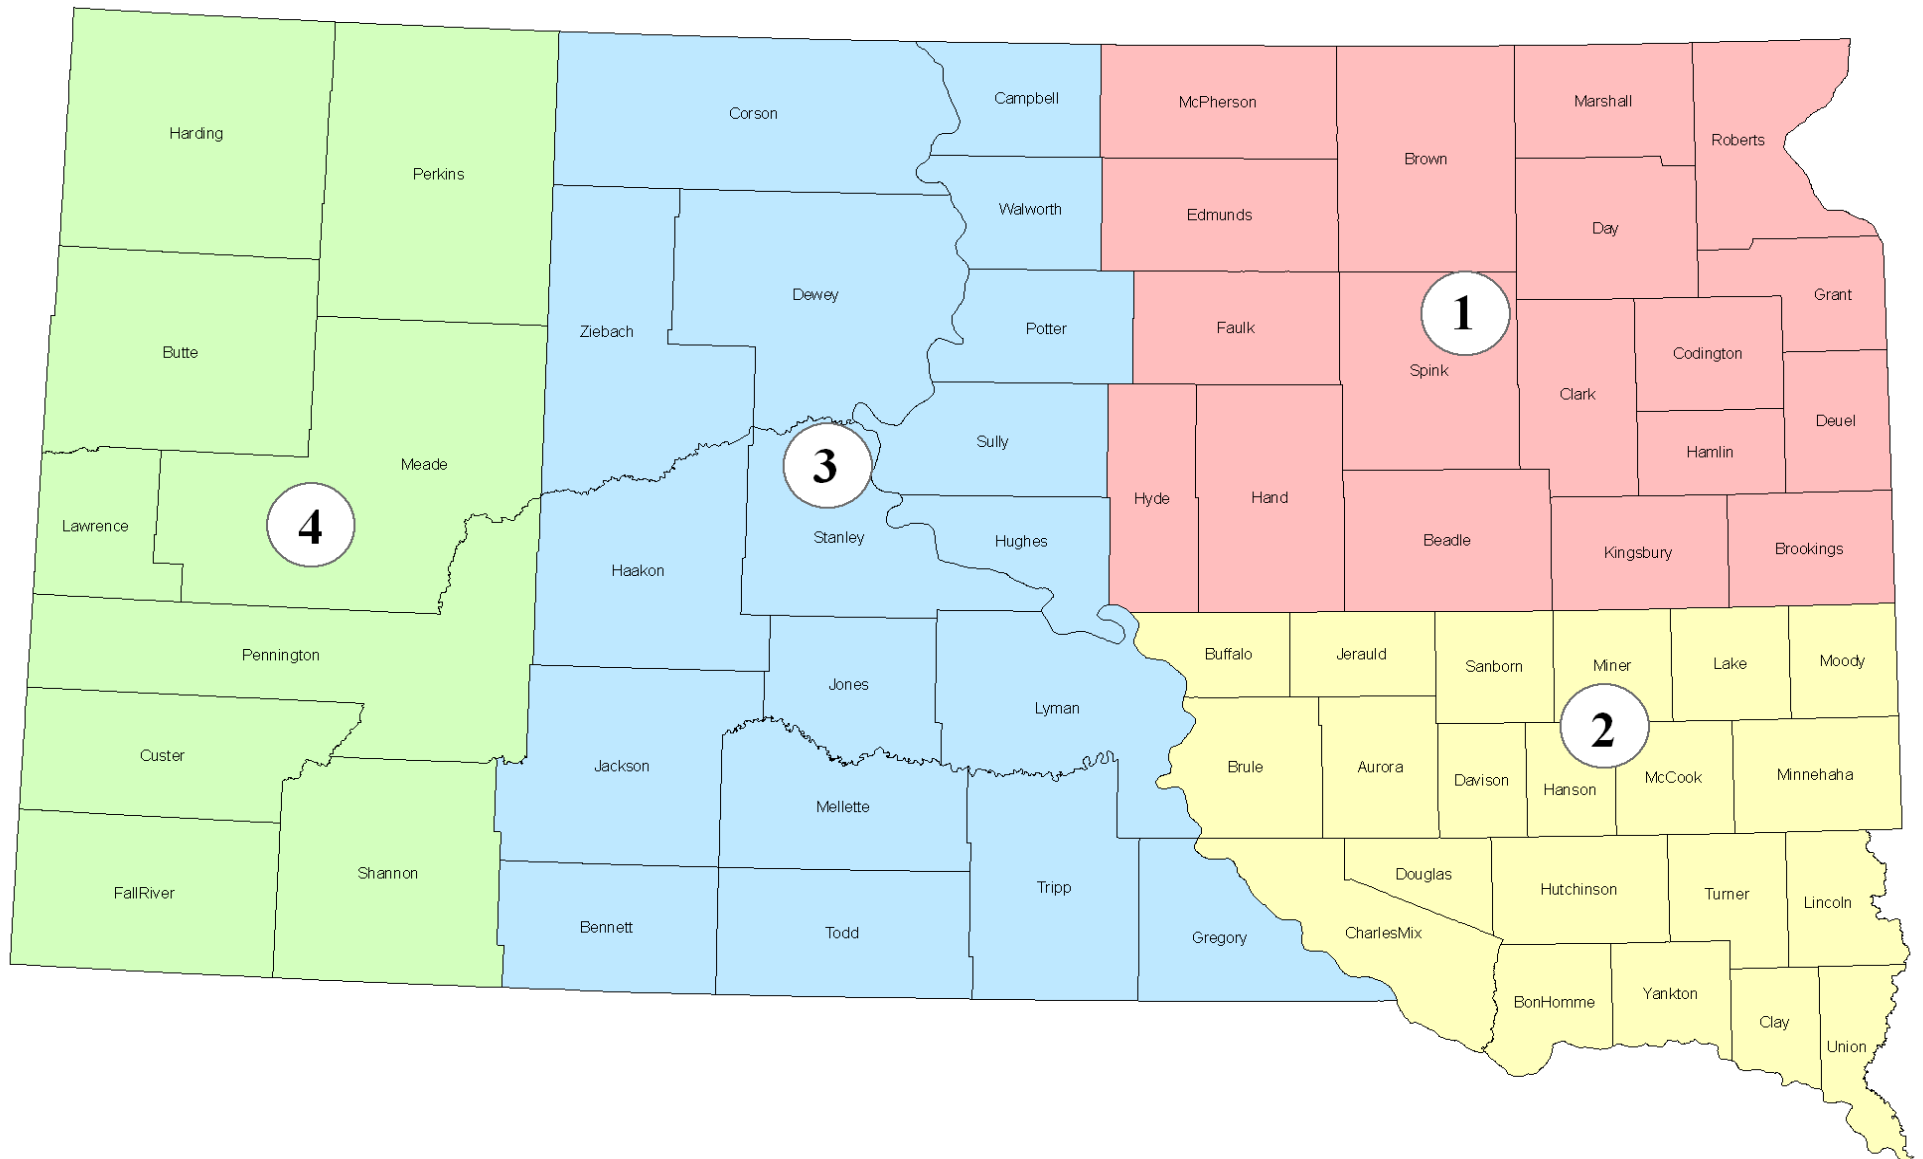 Harding
Perkins
Corson
Campbell
McPherson
Brown
Marshall
Roberts
Walworth
Edmunds
Day
Butte
Ziebach
Dewey
Potter
Faulk
1
Spink
Grant
Codington
Clark
Deuel
Hamlin
Meade
3
Sully
Hyde
Hand
Lawrence
4
Stanley
Hughes
Haakon
Beadle
Kingsbury
Brookings
Pennington
Jones
Lyman
Buffalo
Jerauld
Sanborn
Miner
Lake
Moody
2
Custer
Jackson
Mellette
Brule
Aurora
Davison
Hanson
McCook
Minnehaha
FallRiver
Shannon
Bennett
Todd
Tripp
Gregory
Douglas
CharlesMix
Hutchinson
Turner
Lincoln
BonHomme
Yankton
Clay
Union